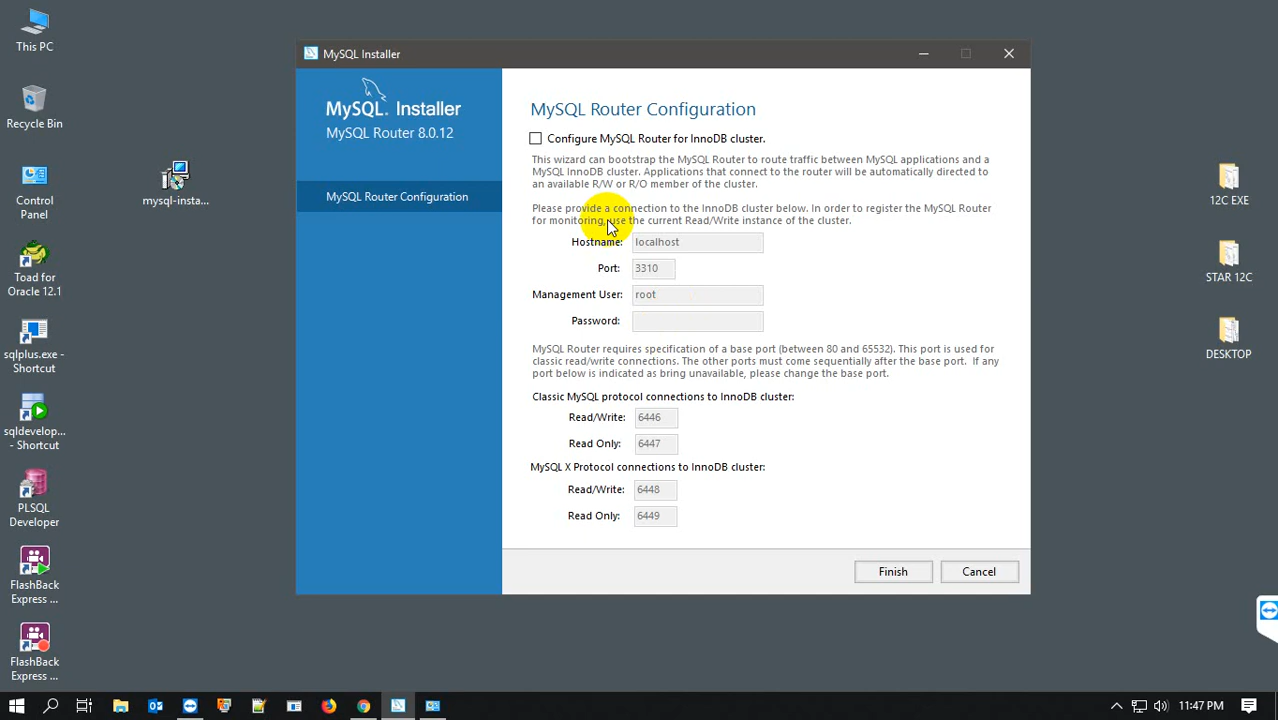 This PC
Recycle Bin
Control
Panel
Toad for
Oracle 12.1
sqlplus.exe -
Shortcut
sqldevelop...
- Shortcut
PLSQL
Developer
FlashBack
Express ...
FlashBack
Express ...
mysql-insta...
MySQL Installer
MySQL® Installer
MySQL Router 8.0.12
MySQL Router Configuration
MySQL Router Configuration
Configure MySQL Router for InnoDB cluster.
This wizard can bootstrap the MySQL Router to route traffic between MySQL applications and a
MySQL InnoDB cluster. Applications that connect to the router will be automatically directed to
an available R/W or R/O member of the cluster.
Please provide a connection to the InnoDB cluster below. In order to register the MySQL Router
for monitoring, use the current Read/Write instance of the cluster.
Hostname: localhost
Port: 3310
Management User: root
Password:
MySQL Router requires specification of a base port (between 80 and 65532). This port is used for
classic read/write connections. The other ports must come sequentially after the base port. If any
port below is indicated as bring unavailable, please change the base port.
Classic MySQL protocol connections to InnoDB cluster:
Read/Write: 6446
Read Only: 6447
MySQL X Protocol connections to InnoDB cluster:
Read/Write: 6448
Read Only: 6449
Finish Cancel
12C EXE
STAR 12C
DESKTOP
11:47 PM